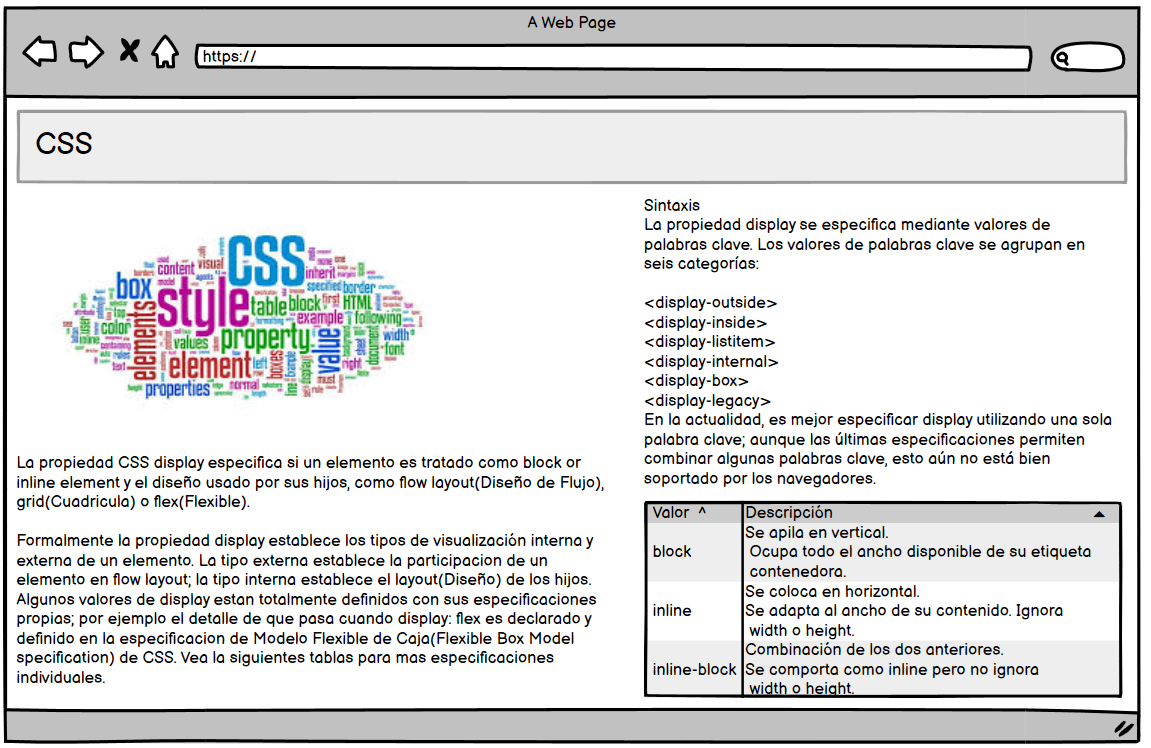 A Web Page
https://
CSS
CSS
style
box
content
visual
inherit
specified border
table block first HTML
example following
elements
color
values
property
value
width
font
element
boxes
right
document
text
properties
normal
must
line
rule
La propiedad CSS display especifica si un elemento es tratado como block or
inline element y el diseño usado por sus hijos, como flow layout(Diseño de Flujo),
grid(Cuadricula) o flex(Flexible).
Formalmente la propiedad display establece los tipos de visualización interna y
externa de un elemento. La tipo externa establece la participacion de un
elemento en flow layout; la tipo interna establece el layout(Diseño) de los hijos.
Algunos valores de display estan totalmente definidos con sus especificaciones
propias; por ejemplo el detalle de que pasa cuando display: flex es declarado y
definido en la especificacion de Modelo Flexible de Caja(Flexible Box Model
specification) de CSS. Vea la siguientes tablas para mas especificaciones
individuales.
Sintaxis
La propiedad display se especifica mediante valores de
palabras clave. Los valores de palabras clave se agrupan en
seis categorías:
<display-outside>
<display-inside>
<display-listitem>
<display-internal>
<display-box>
<display-legacy>
En la actualidad, es mejor especificar display utilizando una sola
palabra clave; aunque las últimas especificaciones permiten
combinar algunas palabras clave, esto aún no está bien
soportado por los navegadores.
Valor ^ Descripción
Se apila en vertical.
block Ocupa todo el ancho disponible de su etiqueta
contenedora.
Se coloca en horizontal.
inline Se adapta al ancho de su contenido. Ignora
width o height.
Combinación de los dos anteriores.
inline-block Se comporta como inline pero no ignora
width o height.